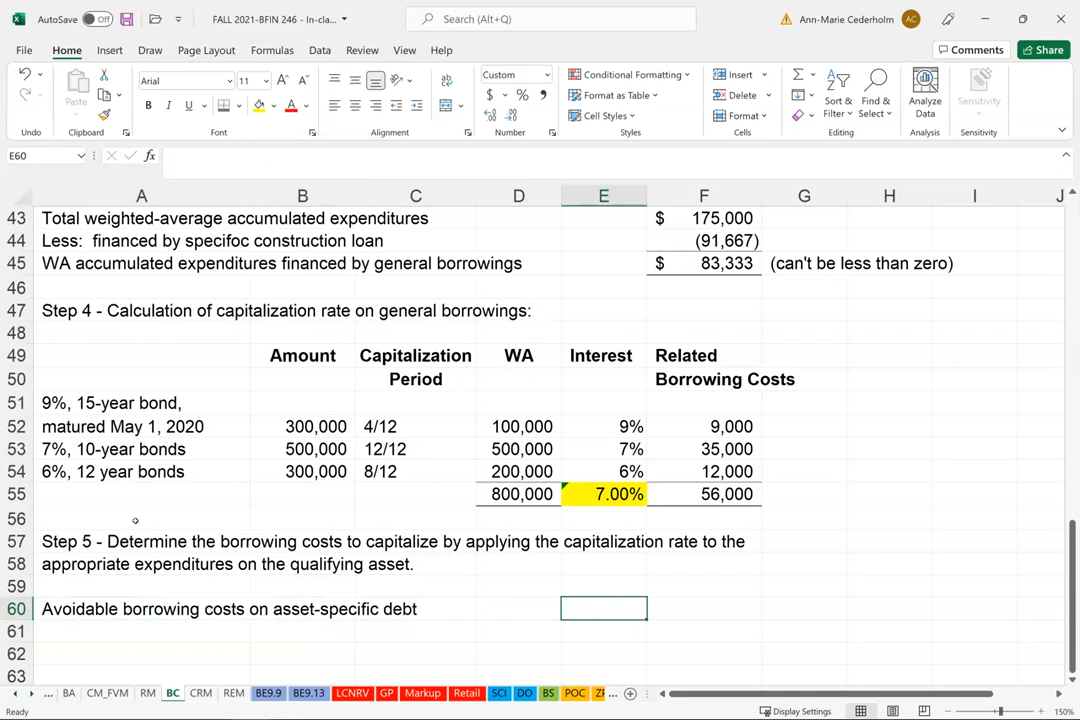 AutoSave Off FALL 2021-BFIN 246 - In-cla... Search (Alt+Q) Ann-Marie Cederholm AC
File Home Insert Draw Page Layout Formulas Data Review View Help Comments Share
Arial 11 Custom Conditional Formatting Insert
Paste B I U A $ % Format as Table Delete Sort & Filter Find & Select Analyze Data Sensitivity
Cell Styles Format
Undo Clipboard Font Alignment Number Styles Cells Editing Analysis Sensitivity
E60 fx
A B C D E F G H I J
43 Total weighted-average accumulated expenditures $ 175,000
44 Less: financed by specifoc construction loan (91,667)
45 WA accumulated expenditures financed by general borrowings $ 83,333 (can't be less than zero)
46
47 Step 4 - Calculation of capitalization rate on general borrowings:
48
49 Amount Capitalization WA Interest Related
50 Period Borrowing Costs
51 9%, 15-year bond,
52 matured May 1, 2020 300,000 4/12 100,000 9% 9,000
53 7%, 10-year bonds 500,000 12/12 500,000 7% 35,000
54 6%, 12 year bonds 300,000 8/12 200,000 6% 12,000
55 800,000 7.00% 56,000
56
57 Step 5 - Determine the borrowing costs to capitalize by applying the capitalization rate to the
58 appropriate expenditures on the qualifying asset.
59
60 Avoidable borrowing costs on asset-specific debt
61
62
63
... BA CM_FVM RM BC CRM REM BE9.9 BE9.13 LCNRV GP Markup Retail SCI DO BS POC ...
Ready Display Settings 150%